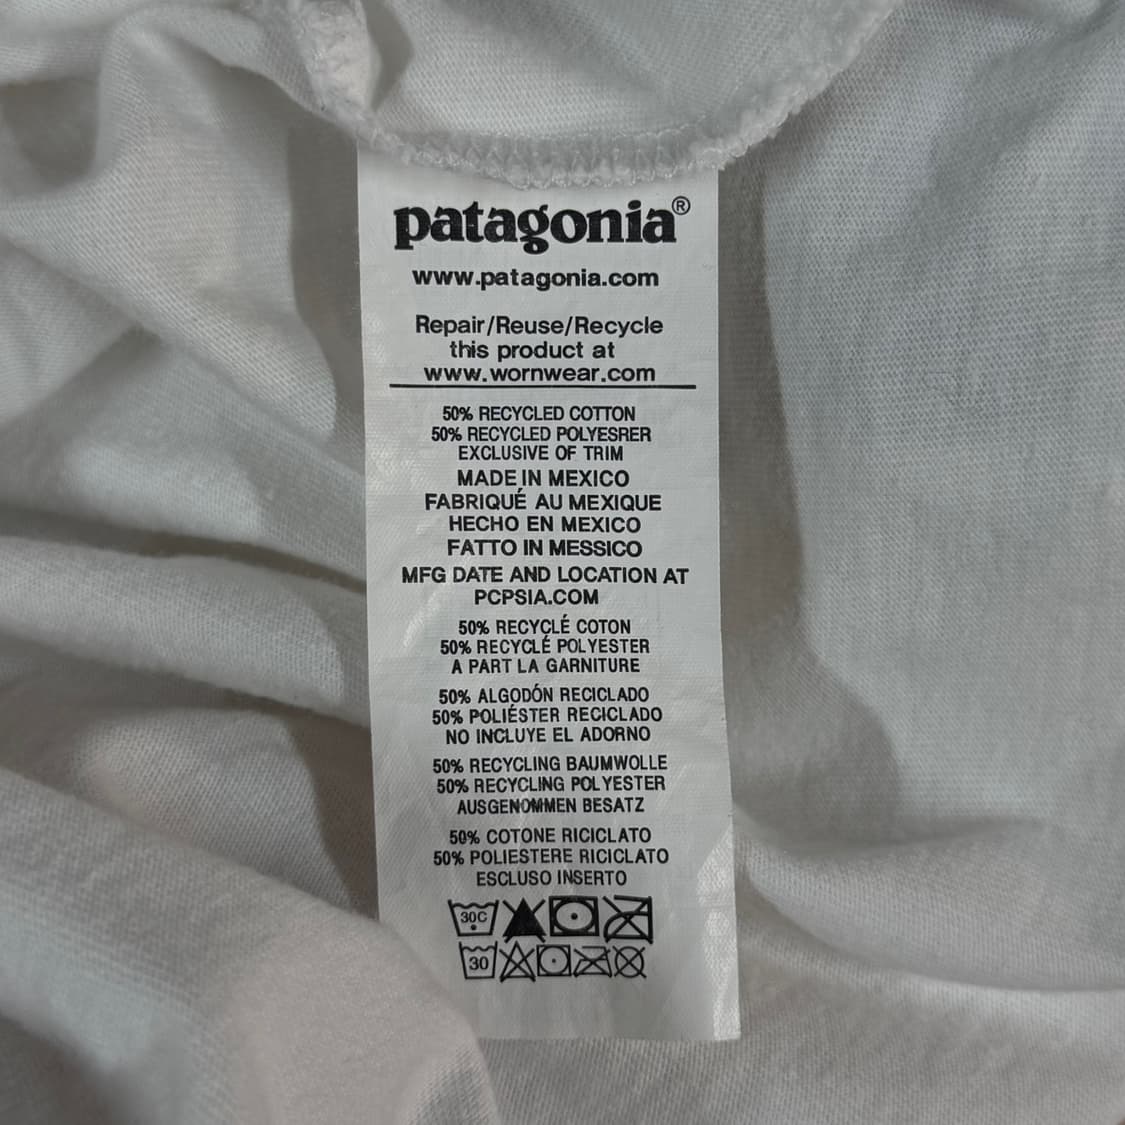 patagonia®
www.patagonia.com
Repair/Reuse/Recycle
this product at
www.wornwear.com
50% RECYCLED COTTON
50% RECYCLED POLYESRER
EXCLUSIVE OF TRIM
MADE IN MEXICO
FABRIQUÉ AU MEXIQUE
HECHO EN MEXICO
FATTO IN MESSICO
MFG DATE AND LOCATION AT
PCPSIA.COM
50% RECYCLÉ COTON
50% RECYCLÉ POLYESTER
A PART LA GARNITURE
50% ALGODÓN RECICLADO
50% POLIÉSTER RECICLADO
NO INCLUYE EL ADORNO
50% RECYCLING BAUMWOLLE
50% RECYCLING POLYESTER
AUSGENOMMEN BESATZ
50% COTONE RICICLATO
50% POLIESTERE RICICLATO
ESCLUSO INSERTO
30C
30